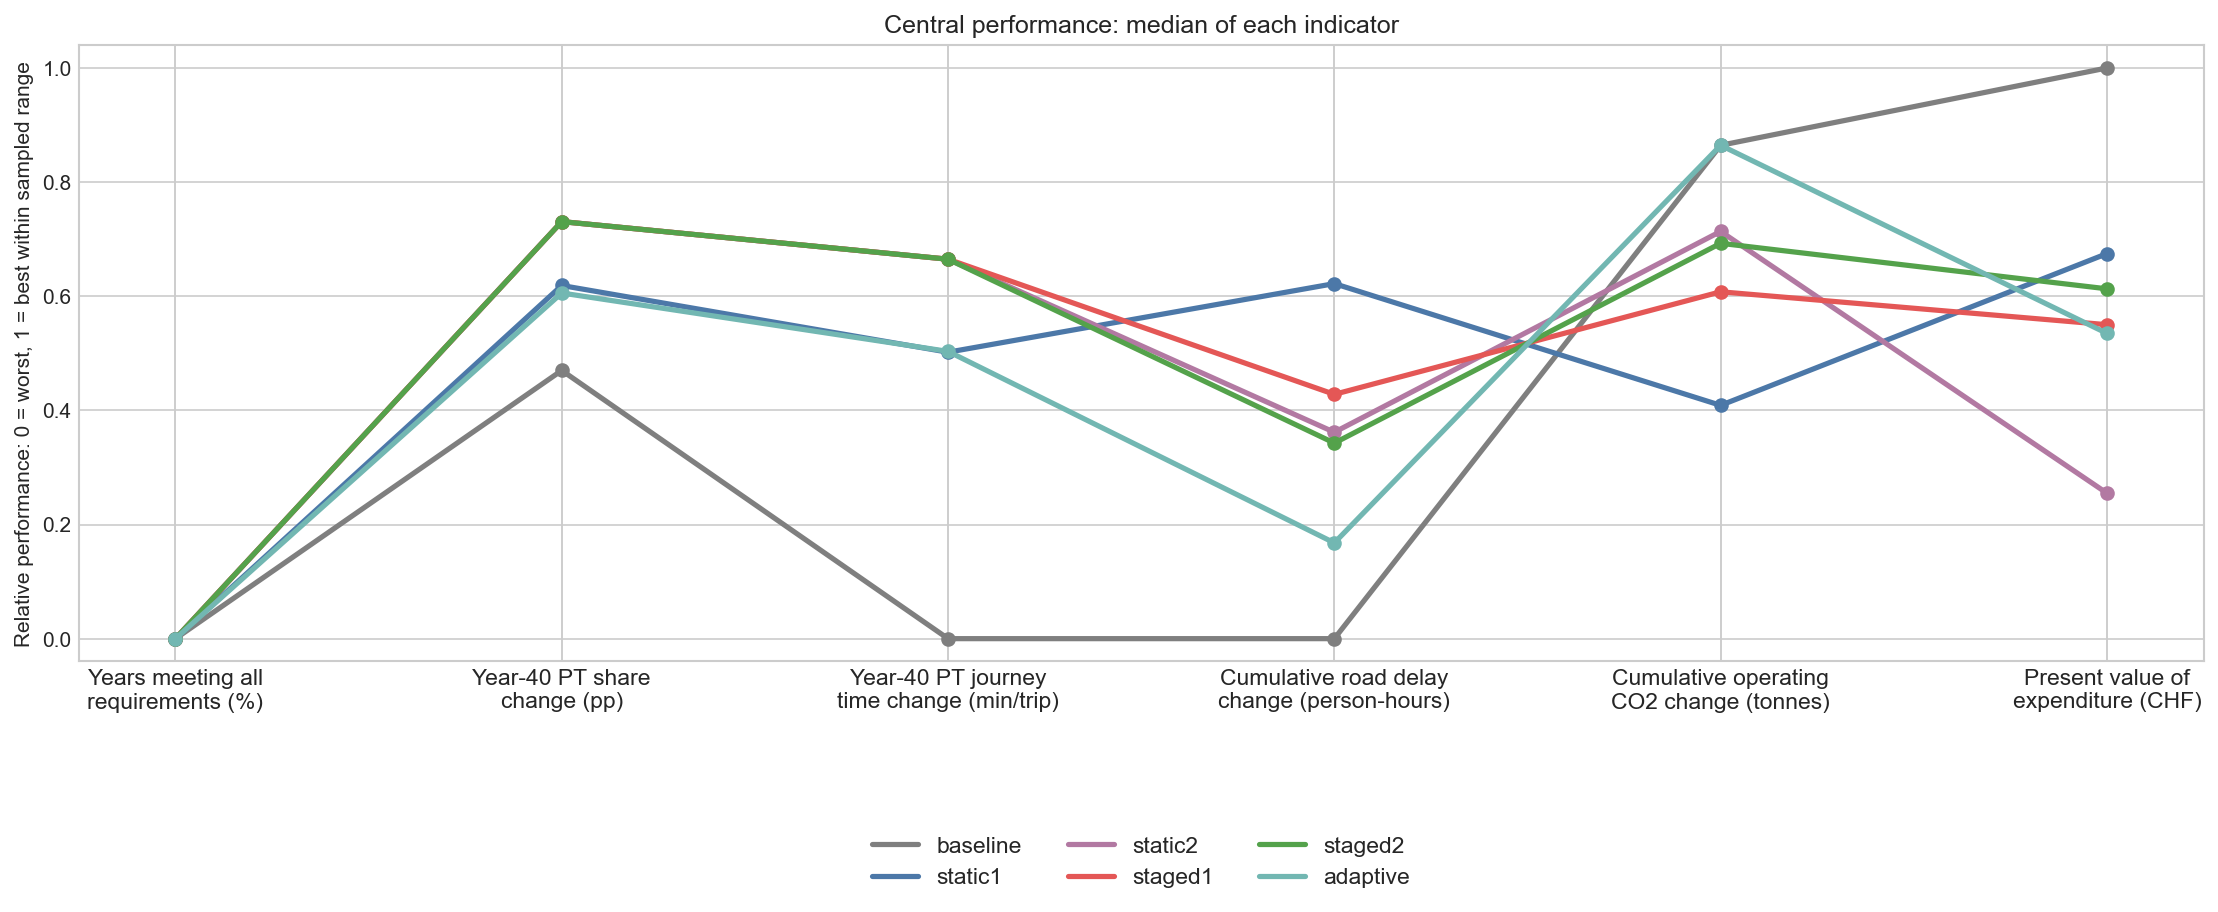 Central performance: median of each indicator
Relative performance: 0 = worst, 1 = best within sampled range
1.0
0.8
0.6
0.4
0.2
0.0
Years meeting all
requirements (%)
Year-40 PT share
change (pp)
Year-40 PT journey
time change (min/trip)
Cumulative road delay
change (person-hours)
Cumulative operating
CO2 change (tonnes)
Present value of
expenditure (CHF)
baseline
static1
static2
staged1
staged2
adaptive